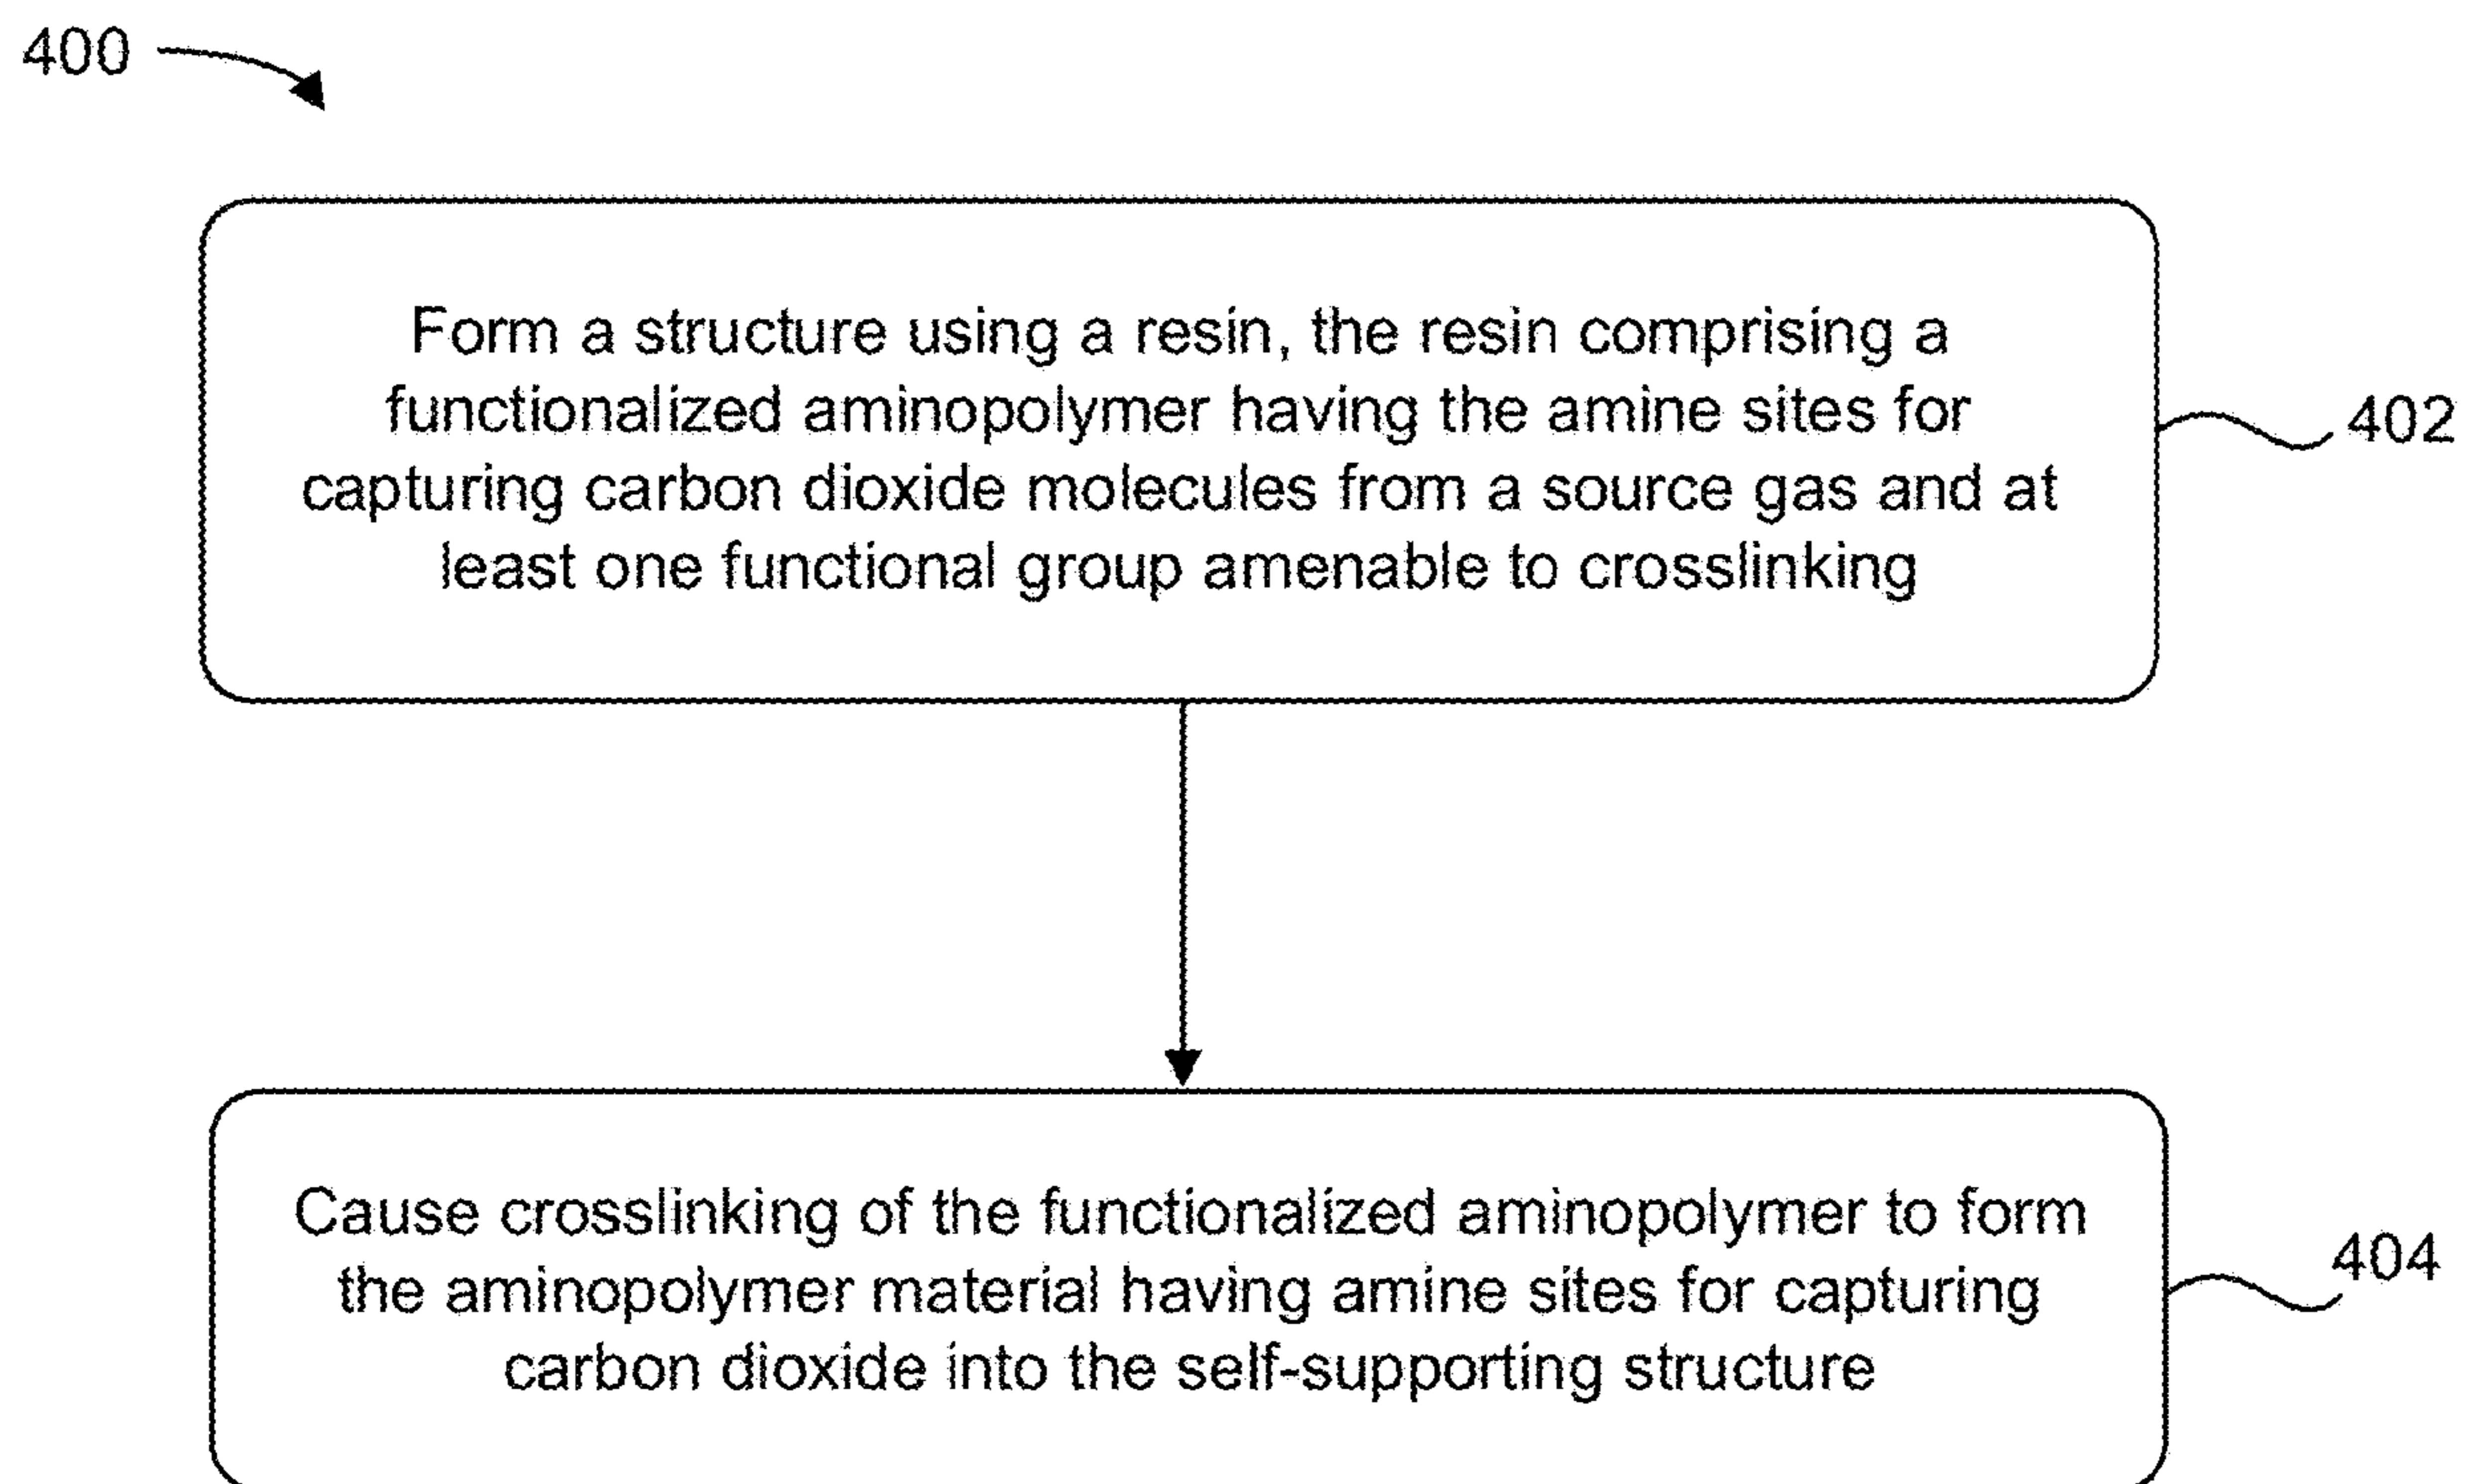 400
Form a structure using a resin, the resin comprising a
functionalized aminopolymer having the amine sites for
capturing carbon dioxide molecules from a source gas and at
least one functional group amenable to crosslinking
402
Cause crosslinking of the functionalized aminopolymer to form
the aminopolymer material having amine sites for capturing
carbon dioxide into the self-supporting structure
404